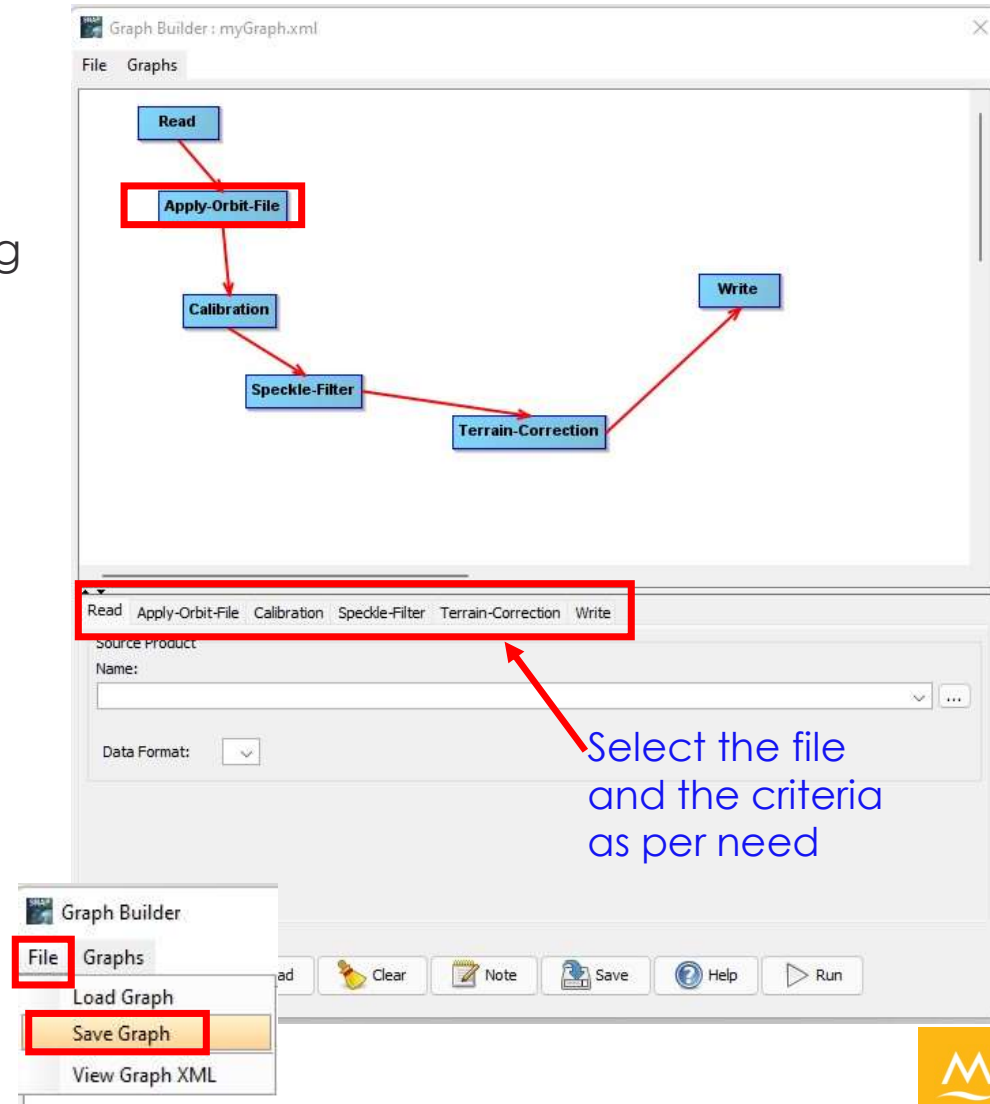 Graph Builder : myGraph.xml
File Graphs
Read
Apply-Orbit-File
g
Calibration
Write
Speckle-Filter
Terrain-Correction
Read Apply-Orbit-File Calibration Speckle-Filter Terrain-Correction Write
Source Product
Name:
...
Data Format:
Select the file
and the criteria
as per need
Graph Builder
File Graphs
Load Graph
Save Graph
View Graph XML
ad Clear Note Save Help Run